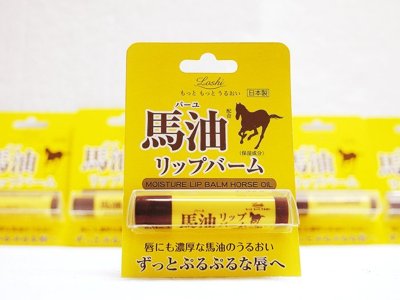 Loshi
もっと もっと うるおい
日本製
バーユ
馬油
配合
(保湿成分)
リップバーム
MOISTURE LIP BALM HORSE OIL
馬油リップバーム
唇にも濃厚な馬油のうるおい
ずっとぷるぷるな唇へ